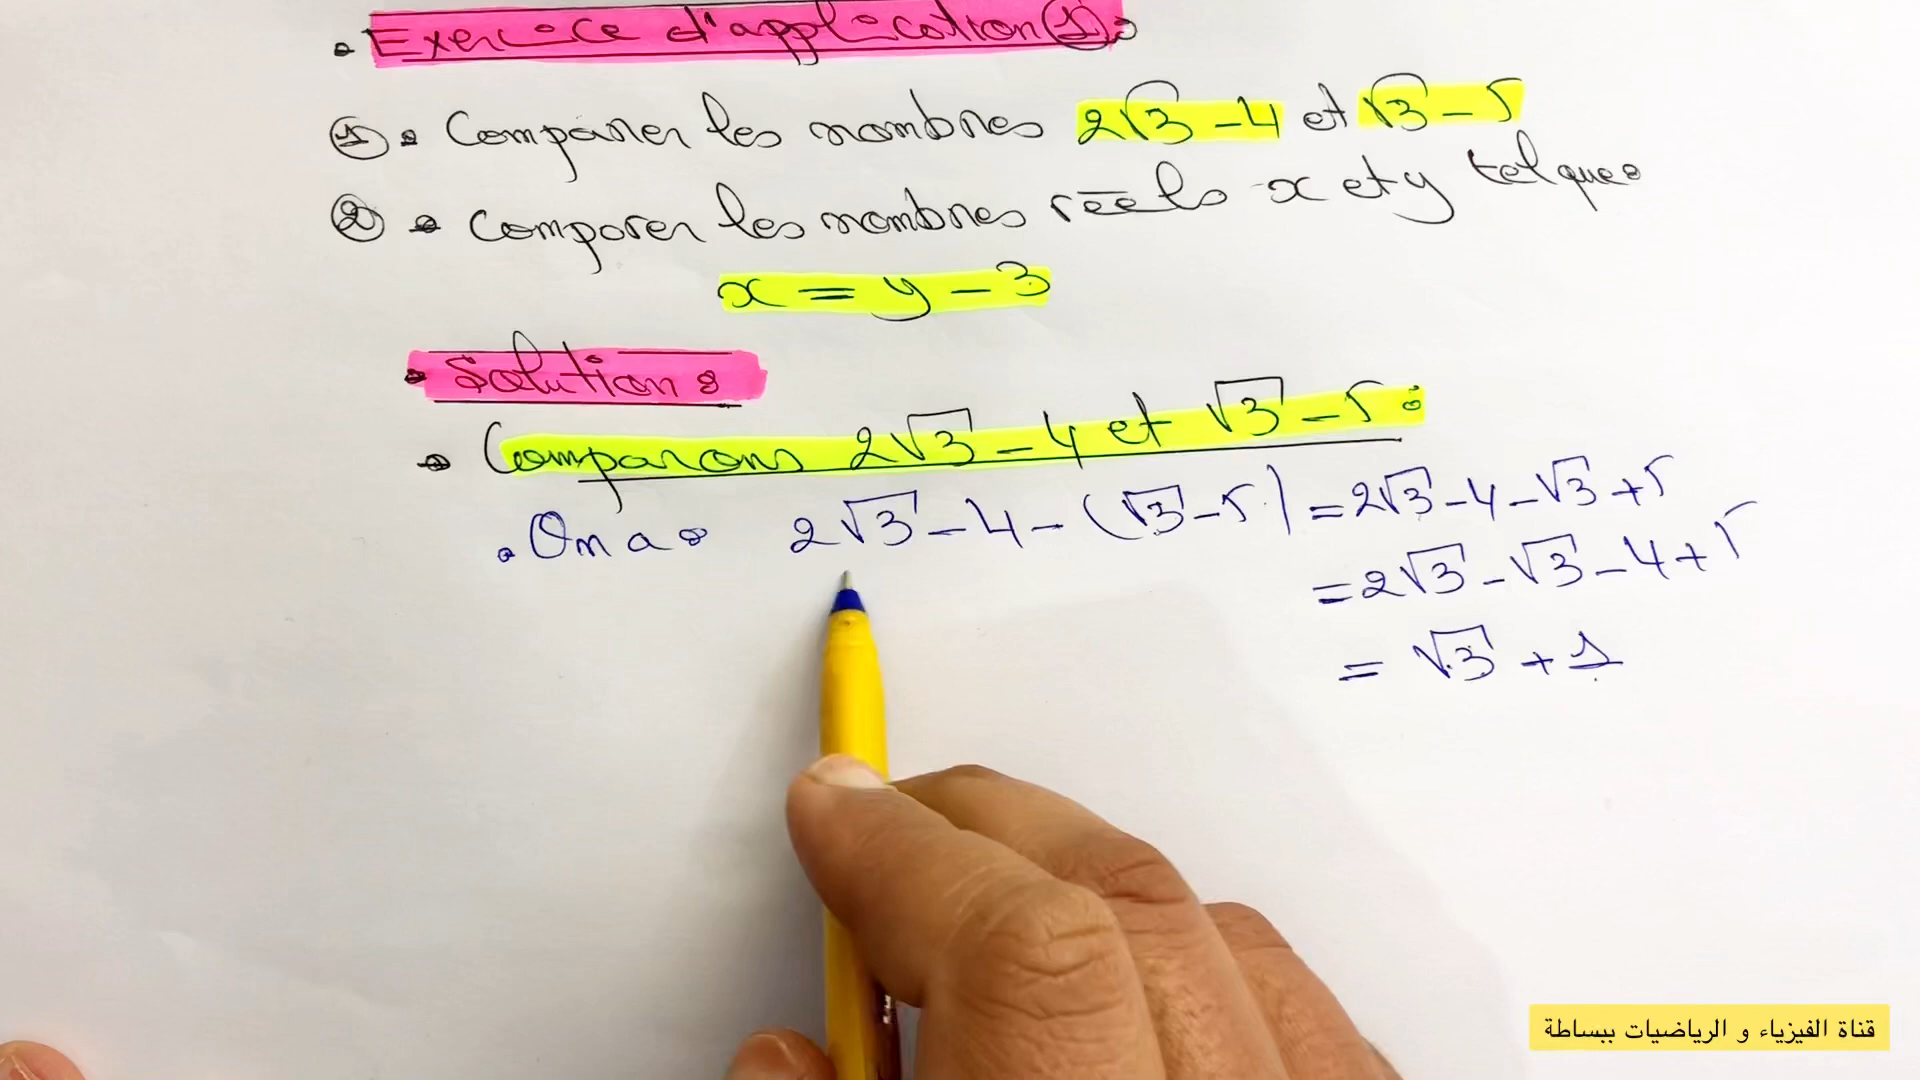 • Exercice d'application (1):
(1) • Comparer les nombres 2√3 - 4 et √3 - 5
(2) • Comparer les nombres réels x et y tel que:
x = y - 3
• Solution:
• Comparons 2√3 - 4 et √3 - 5:
• On a: 2√3 - 4 - (√3 - 5) = 2√3 - 4 - √3 + 5
= 2√3 - √3 - 4 + 5
= √3 + 1
قناة الفيزياء و الرياضيات ببساطة